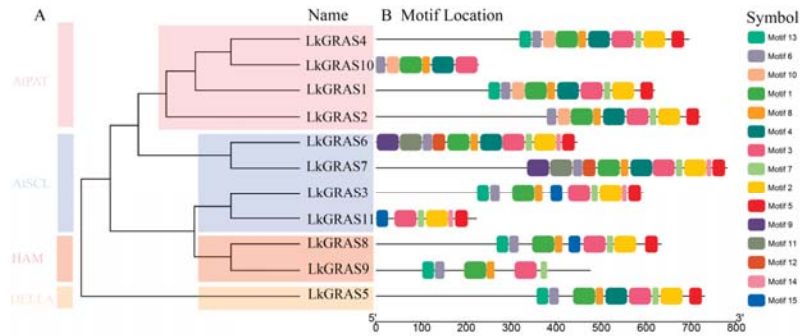 A
Name
B Motif Location
Symbol
AtPAT
AtSCL
HAM
DELLA
LkGRAS4
LkGRAS10
LkGRAS1
LkGRAS2
LkGRAS6
LkGRAS7
LkGRAS3
LkGRAS11
LkGRAS8
LkGRAS9
LkGRAS5
Motif 13
Motif 6
Motif 10
Motif 1
Motif 8
Motif 4
Motif 3
Motif 7
Motif 2
Motif 5
Motif 9
Motif 11
Motif 12
Motif 14
Motif 15
5' 3'
0 100 200 300 400 500 600 700 800